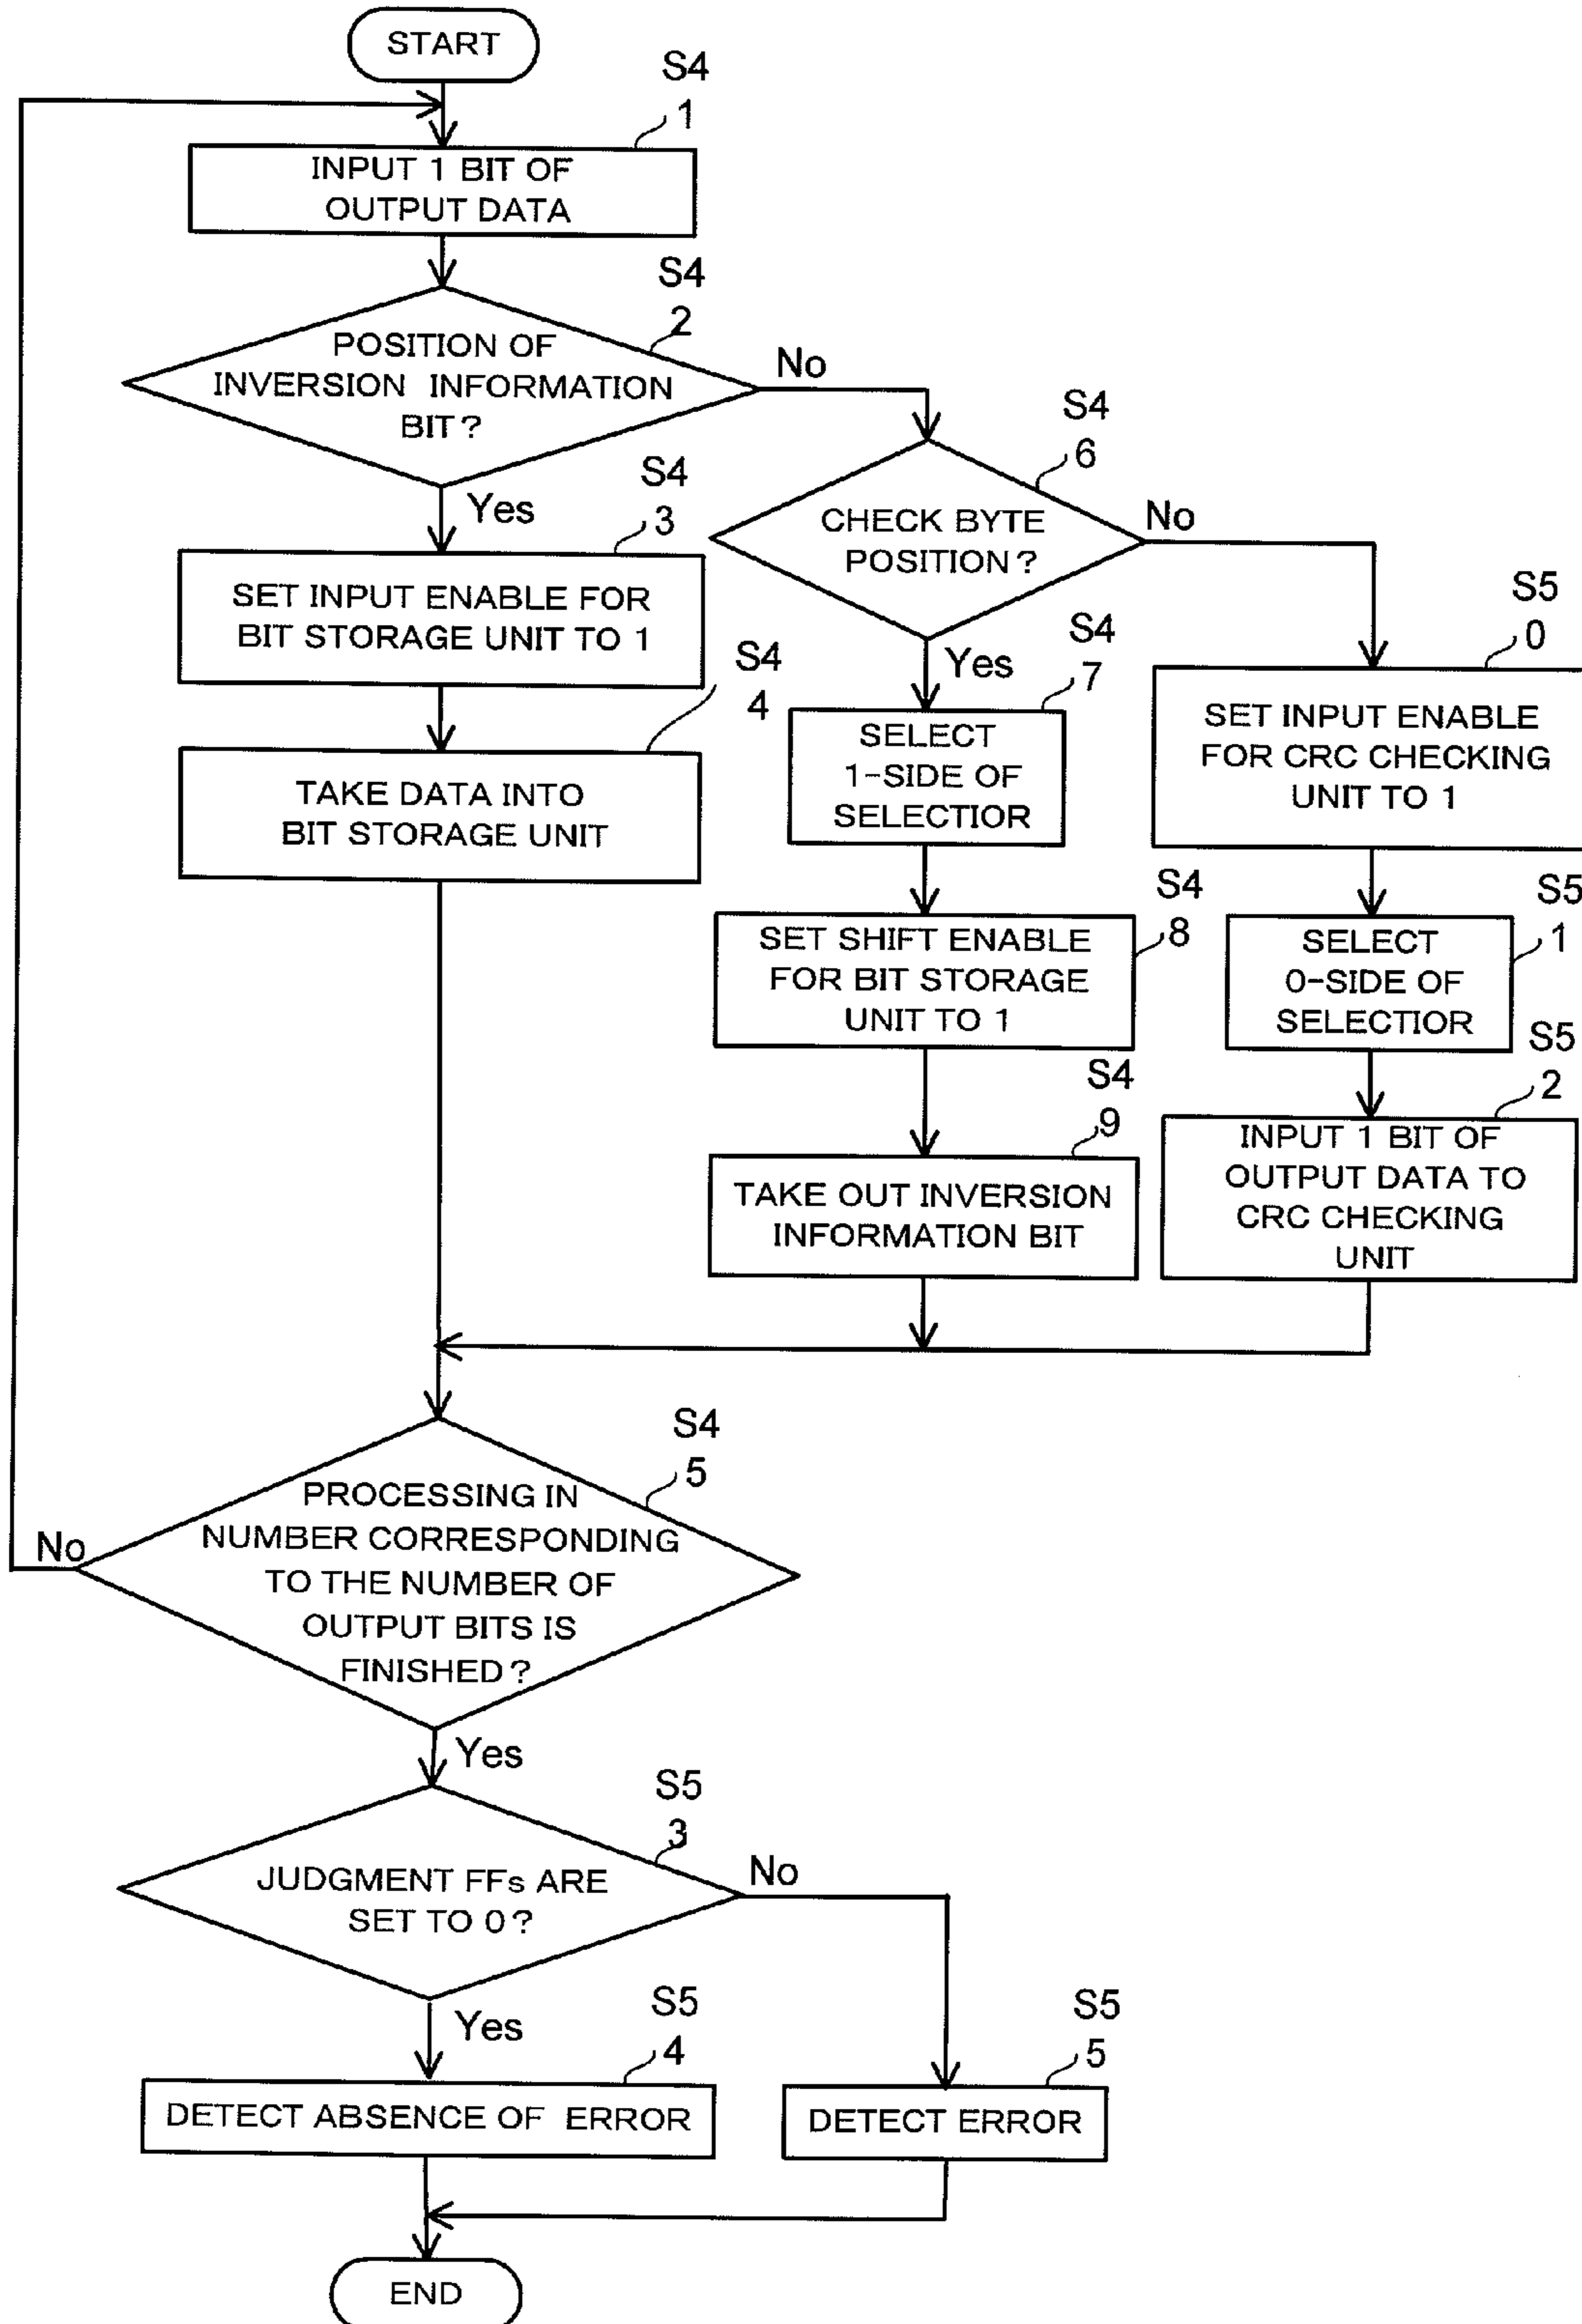 START
S4
1
INPUT 1 BIT OF
OUTPUT DATA
S4
2
POSITION OF
INVERSION INFORMATION
BIT?
No
Yes
S4
3
SET INPUT ENABLE FOR
BIT STORAGE UNIT TO 1
S4
4
TAKE DATA INTO
BIT STORAGE UNIT
S4
6
CHECK BYTE
POSITION?
No
Yes
S4
7
SELECT
1-SIDE OF
SELECTIOR
S4
8
SET SHIFT ENABLE
FOR BIT STORAGE
UNIT TO 1
S4
9
TAKE OUT INVERSION
INFORMATION BIT
S5
0
SET INPUT ENABLE
FOR CRC CHECKING
UNIT TO 1
S5
1
SELECT
0-SIDE OF
SELECTIOR
S5
2
INPUT 1 BIT OF
OUTPUT DATA TO
CRC CHECKING
UNIT
S4
5
PROCESSING IN
NUMBER CORRESPONDING
TO THE NUMBER OF
OUTPUT BITS IS
FINISHED?
No
Yes
S5
3
JUDGMENT FFs ARE
SET TO 0?
No
Yes
S5
4
DETECT ABSENCE OF ERROR
S5
5
DETECT ERROR
END